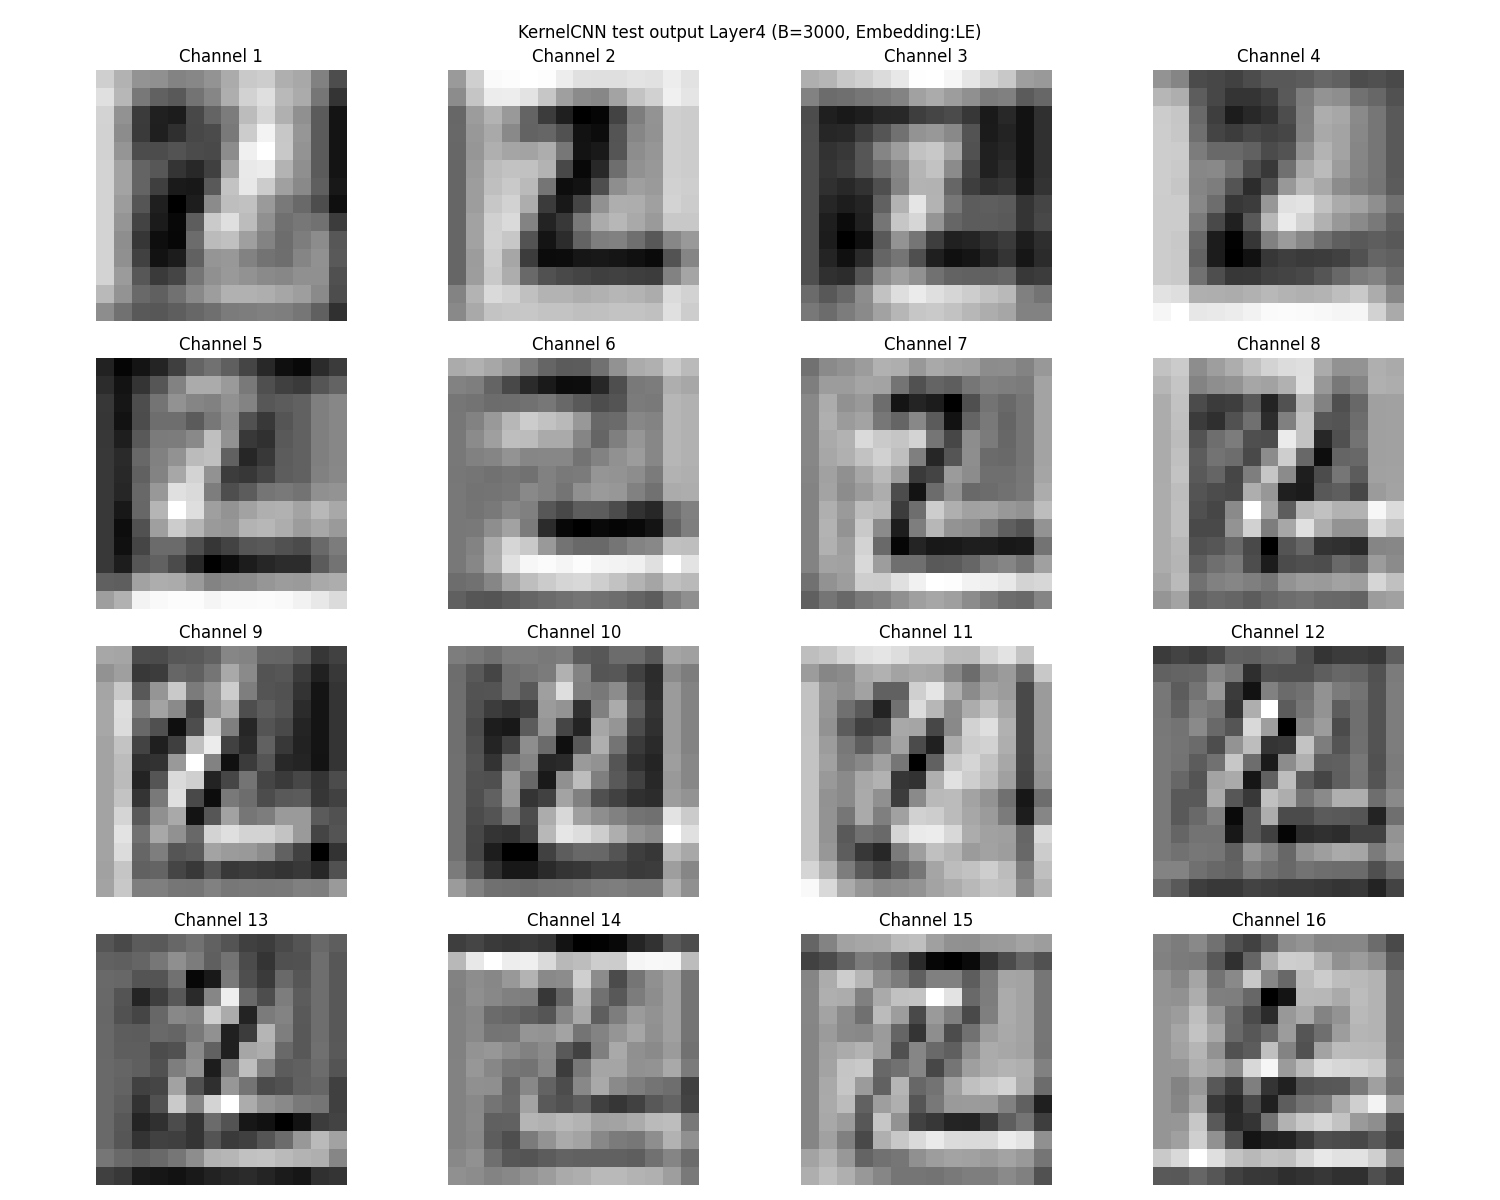 KernelCNN test output Layer4 (B=3000, Embedding:LE)
Channel 1
Channel 2
Channel 3
Channel 4
Channel 5
Channel 6
Channel 7
Channel 8
Channel 9
Channel 10
Channel 11
Channel 12
Channel 13
Channel 14
Channel 15
Channel 16